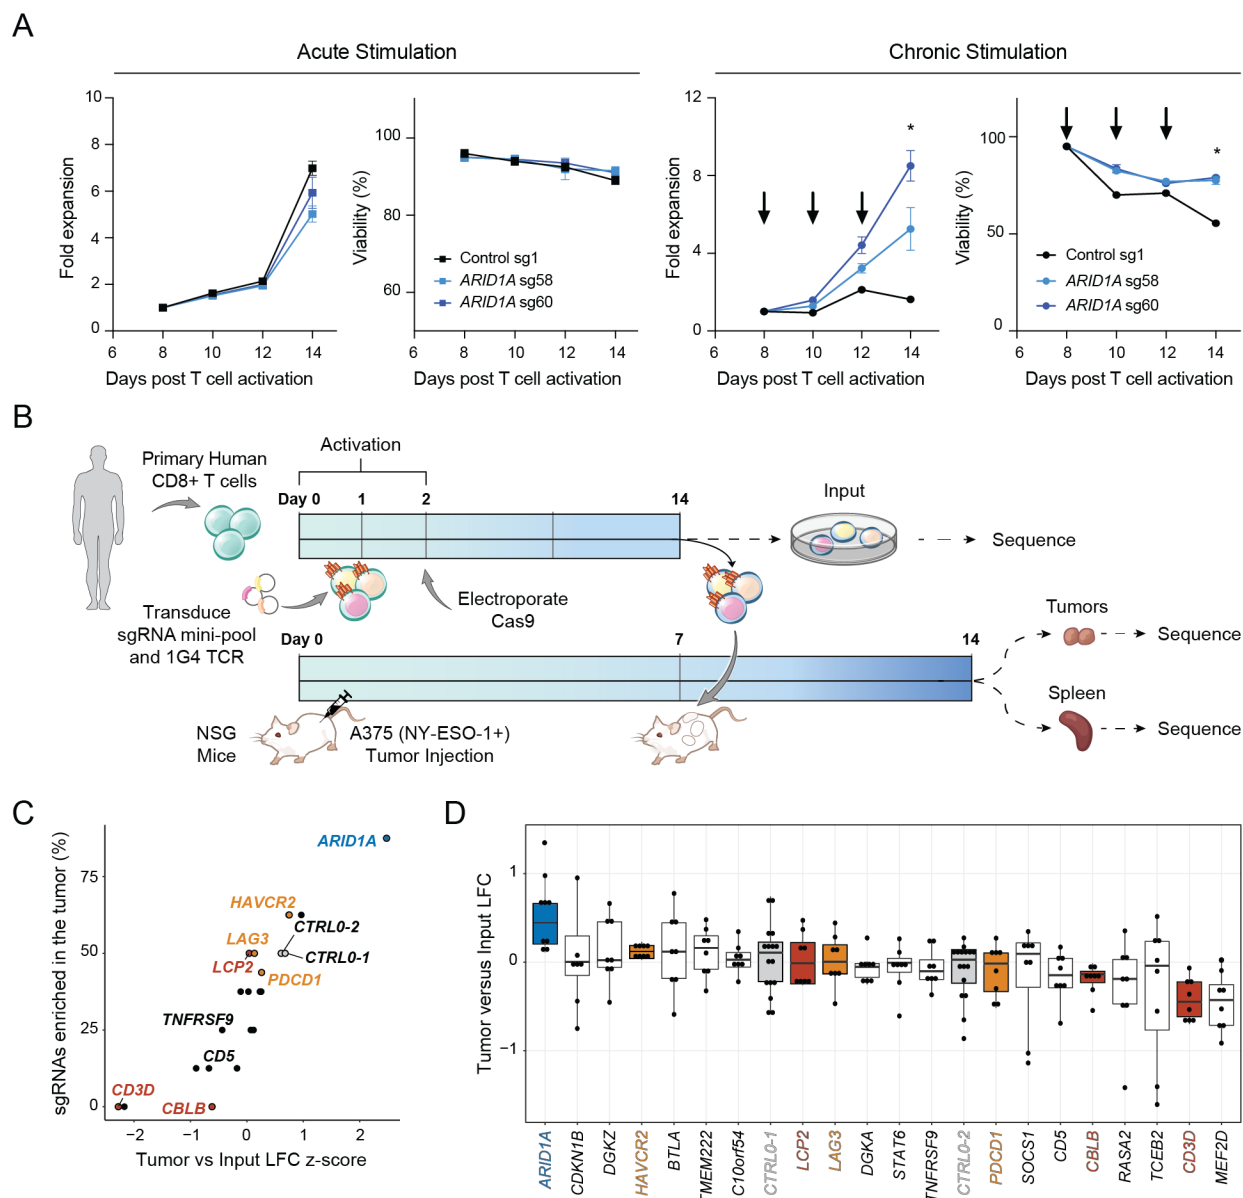 A
Acute Stimulation
Chronic Stimulation
Fold expansion
10
8
6
4
2
0
6
8
10
12
14
Days post T cell activation
Viability (%)
100
80
60
Control sg1
ARID1A sg58
ARID1A sg60
6
8
10
12
14
Days post T cell activation
Fold expansion
12
8
4
0
*
6
8
10
12
14
Days post T cell activation
Viability (%)
100
50
0
*
Control sg1
ARID1A sg58
ARID1A sg60
6
8
10
12
14
Days post T cell activation
B
Primary Human
CD8+ T cells
Activation
Day 0
1
2
14
Input
Sequence
Transduce
sgRNA mini-pool
and 1G4 TCR
Electroporate
Cas9
Day 0
7
14
Tumors
Sequence
Spleen
Sequence
NSG
Mice
A375 (NY-ESO-1+)
Tumor Injection
C
sgRNAs enriched in the tumor (%)
75
50
25
0
ARID1A
HAVCR2
CTRL0-2
LAG3
CTRL0-1
LCP2
PDCD1
TNFRSF9
CD5
CD3D
CBLB
−2
−1
0
1
2
Tumor vs Input LFC z-score
D
Tumor versus Input LFC
1
0
−1
ARID1A
CDKN1B
DGKZ
HAVCR2
BTLA
TMEM222
C10orf54
CTRL0-1
LCP2
LAG3
DGKA
STAT6
TNFRSF9
CTRL0-2
PDCD1
SOCS1
CD5
CBLB
RASA2
TCEB2
CD3D
MEF2D